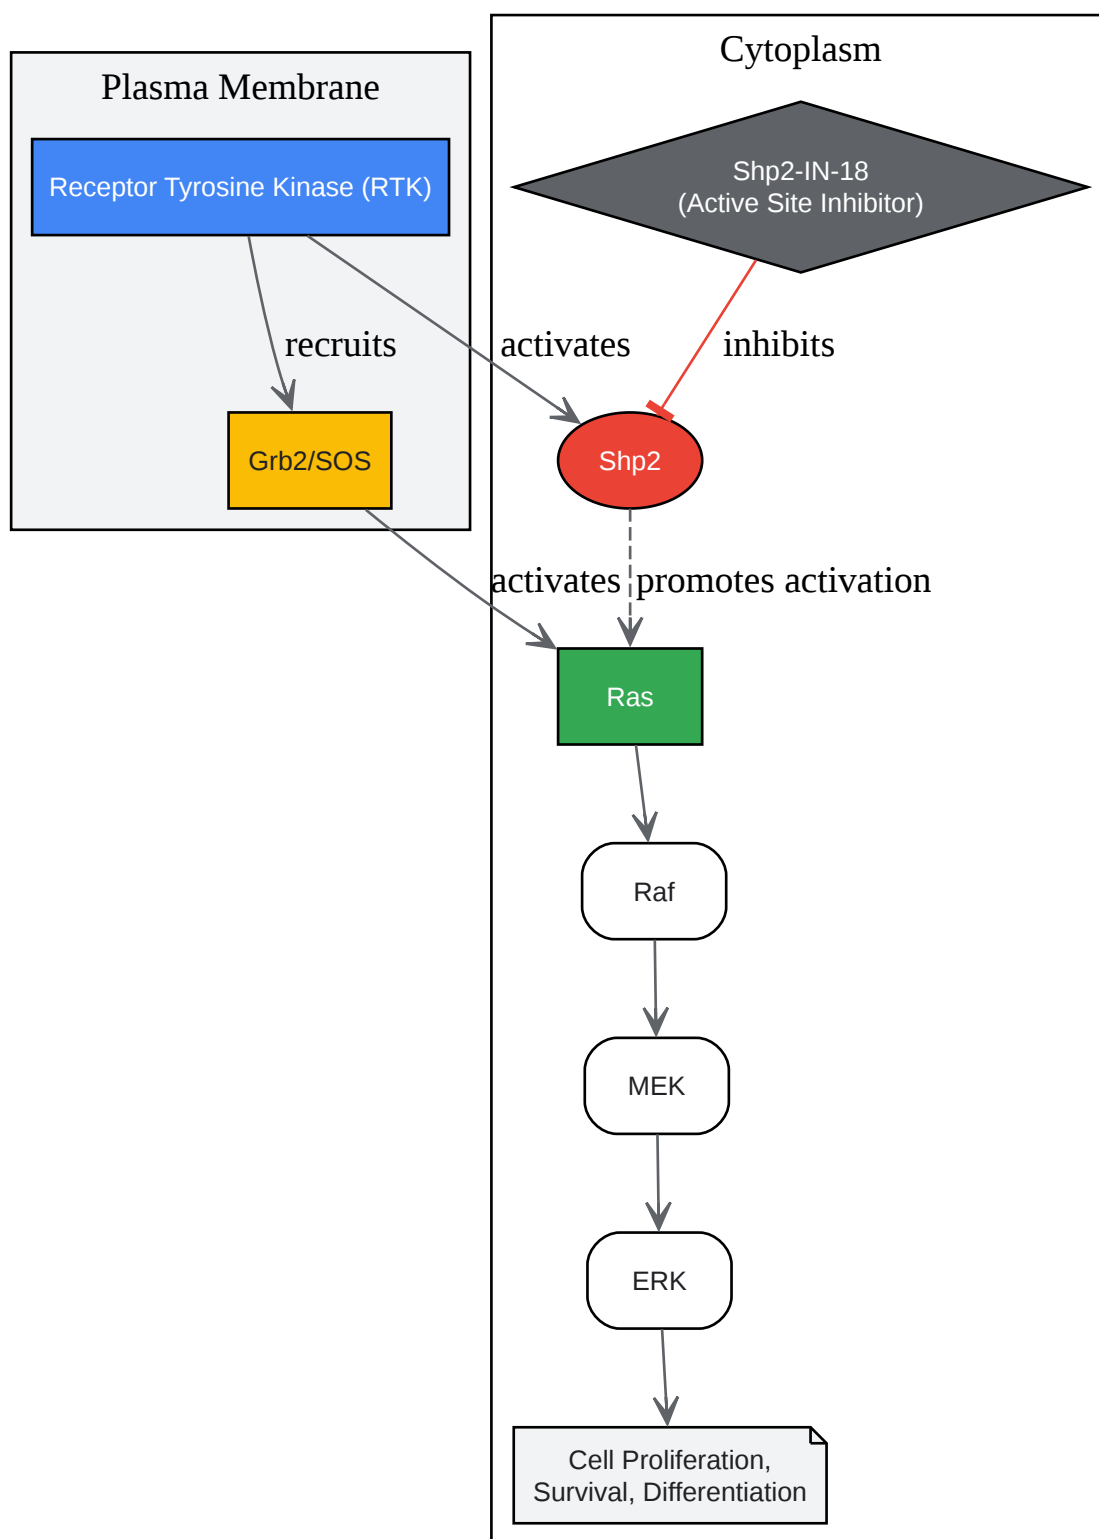 Cytoplasm
Plasma Membrane
Receptor Tyrosine Kinase (RTK)
Shp2-IN-18
(Active Site Inhibitor)
recruits
activates
inhibits
Grb2/SOS
Shp2
activates
promotes activation
Ras
Raf
MEK
ERK
Cell Proliferation,
Survival, Differentiation